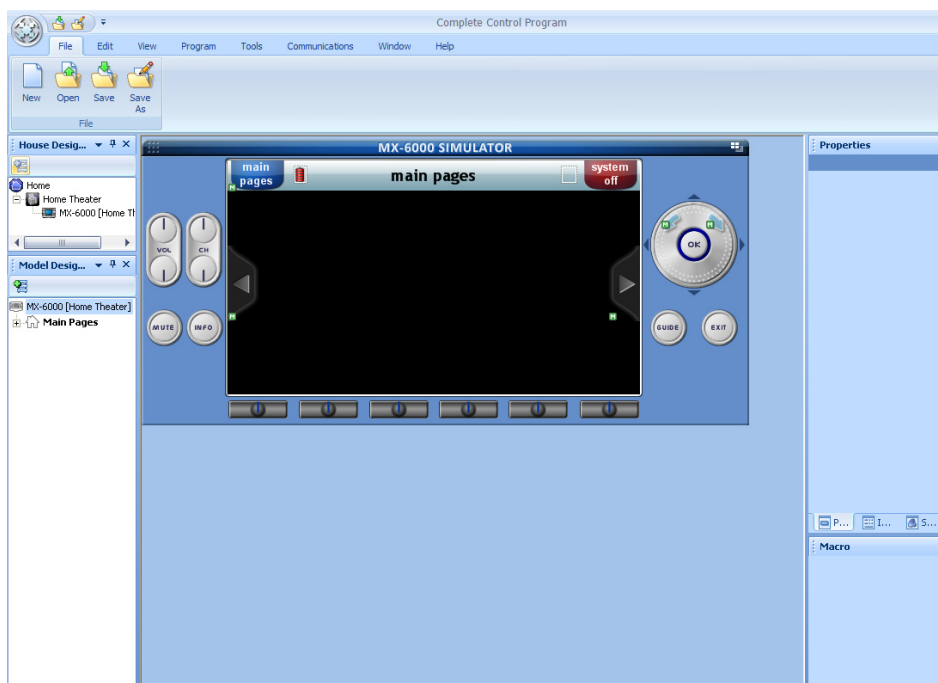 Complete Control Program
File Edit View Program Tools Communications Window Help
New Open Save Save As
File
House Desig...
Home
Home Theater
MX-6000 [Home Th
Model Desig...
MX-6000 [Home Theater]
Main Pages
MX-6000 SIMULATOR
main pages
main pages
system off
VOL CH
MUTE INFO
M
M
M
M
M
OK
GUIDE EXIT
Properties
P... I... S...
Macro